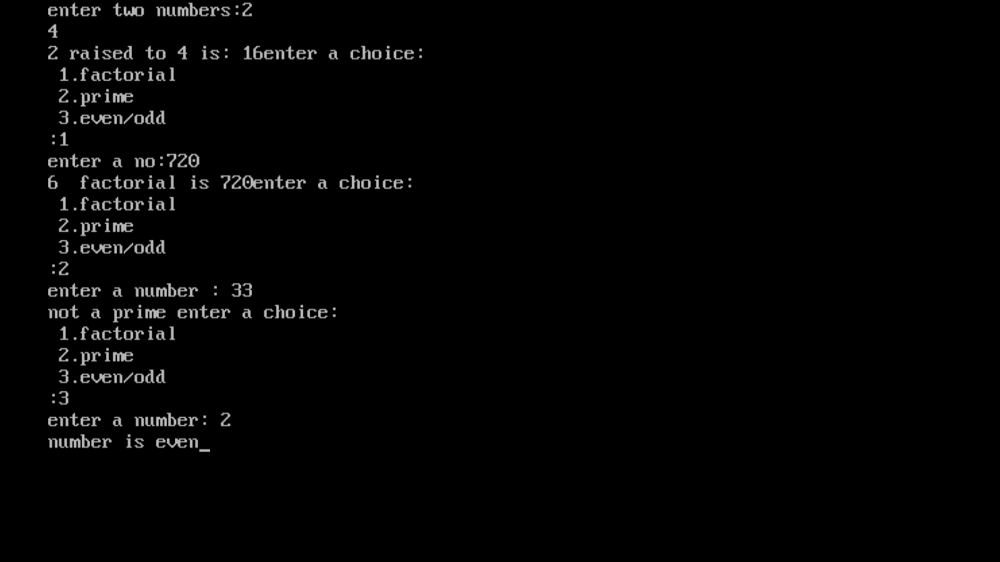 enter two numbers:2
4
2 raised to 4 is: 16enter a choice:
1.factorial
2.prime
3.even/odd
:1
enter a no:720
6  factorial is 720enter a choice:
1.factorial
2.prime
3.even/odd
:2
enter a number : 33
not a prime enter a choice:
1.factorial
2.prime
3.even/odd
:3
enter a number: 2
number is even_